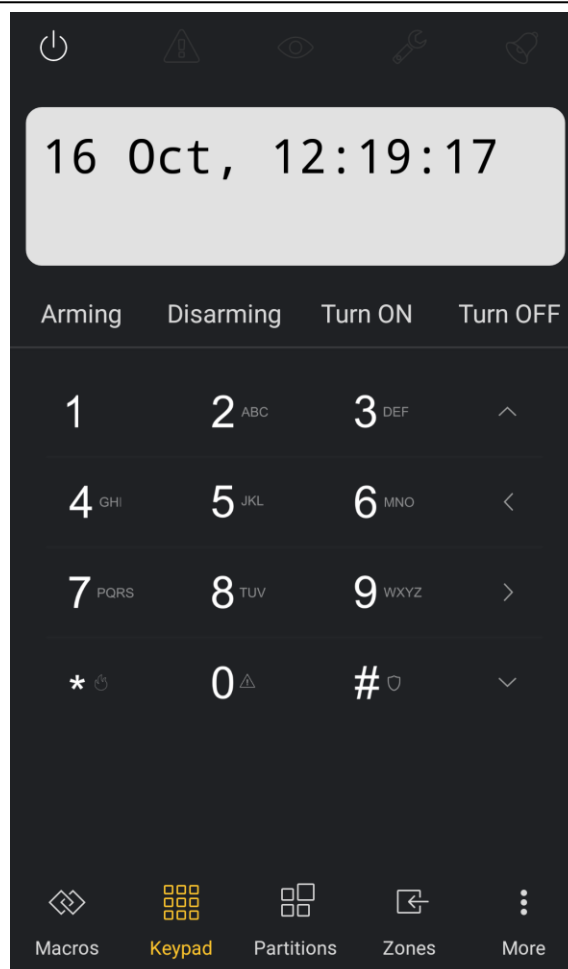 16 Oct, 12:19:17
Arming Disarming Turn ON Turn OFF
1 2 ABC 3 DEF
4 GHI 5 JKL 6 MNO
7 PQRS 8 TUV 9 WXYZ
* 0 #
Macros Keypad Partitions Zones More